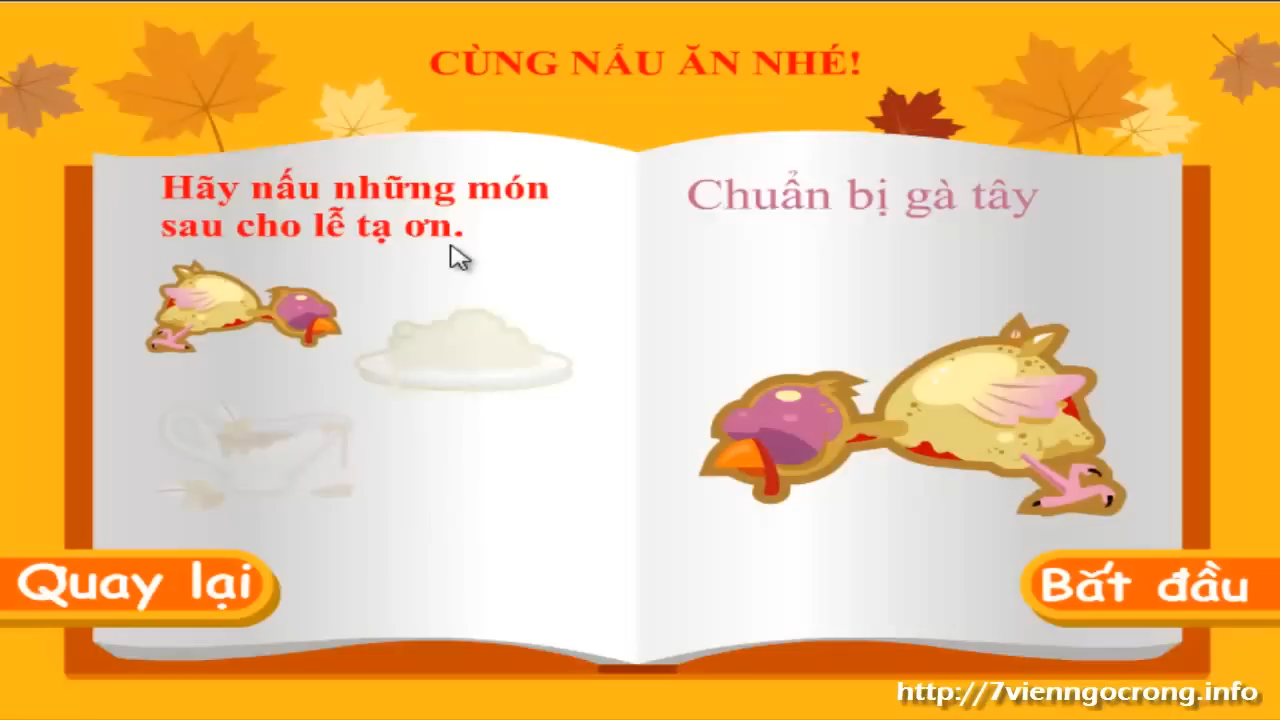 CÙNG NẤU ĂN NHÉ!
Hãy nấu những món
sau cho lễ tạ ơn.
Chuẩn bị gà tây
Quay lại
Bắt đầu
http://7vienngocrong.info